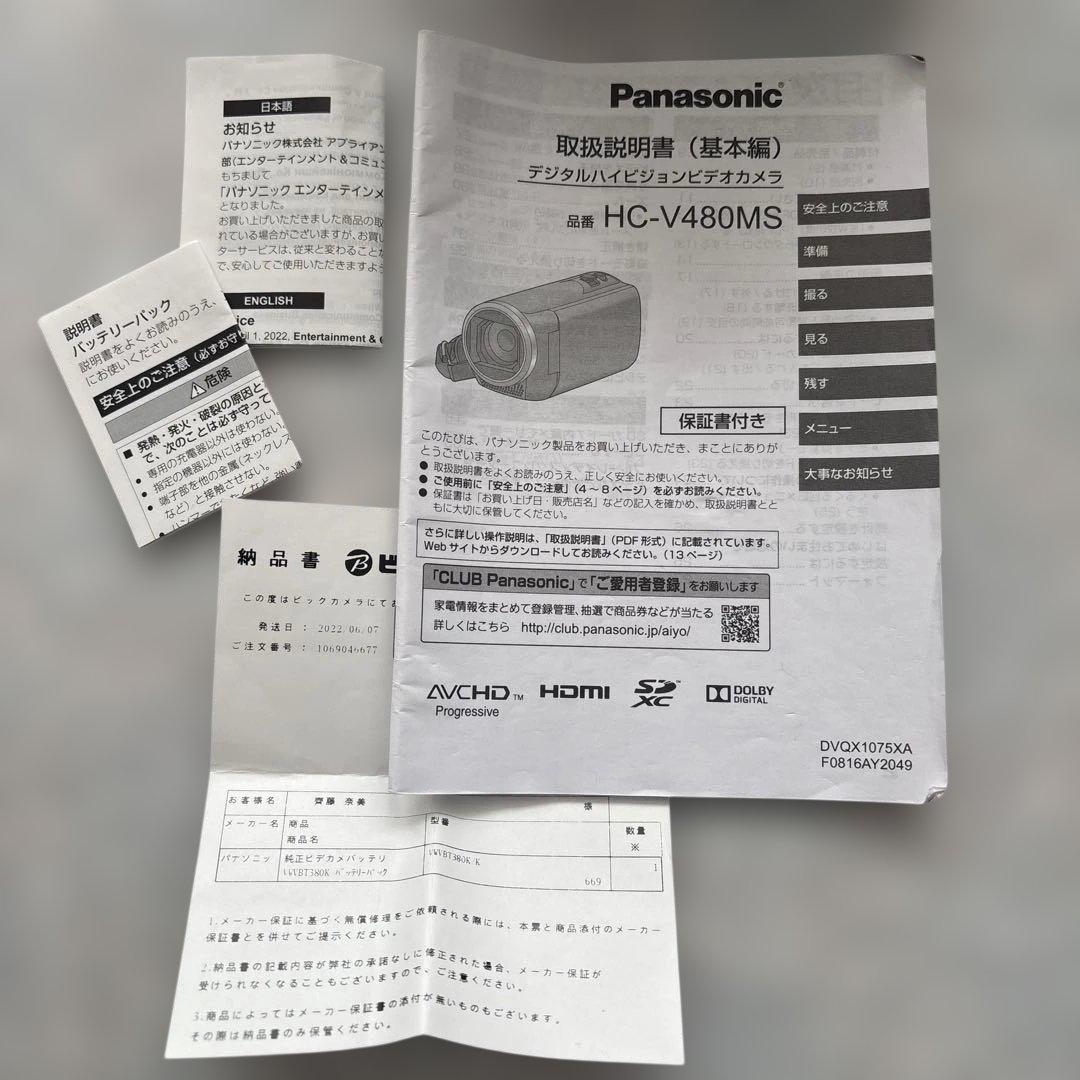 日本語
お知らせ
パナソニック株式会社 アプライアン
部(エンターテインメント&コミュニ
もちまして
「パナソニック エンターテインメ
となりました。
お買い上げいただきました商品の取
れている場合がございますが、お買い
ターサービスは、従来と変わること
で、安心してご使用いただきますよう
ENGLISH
ice
1, 2022, Entertainment &
説明書
バッテリーパック
説明書をよくお読みのうえ、
にお使いください。
安全上のご注意 (必ずお守
危険
■ 発熱・発火・破裂の原因と
で、次のことは必ず守って
● 専用の充電器以外は使わない。
● 指定の機器以外には使わない。
● 端子部を他の金属(ネックレス
など)と接触させない。
Panasonic®
取扱説明書(基本編)
デジタルハイビジョンビデオカメラ
品番 HC-V480MS
安全上のご注意
準備
撮る
見る
残す
メニュー
大事なお知らせ
保証書付き
このたびは、パナソニック製品をお買い上げいただき、まことにありが
とうございます。
● 取扱説明書をよくお読みのうえ、正しく安全にお使いください。
● ご使用前に「安全上のご注意」(4~8ページ)を必ずお読みください。
● 保証書は「お買い上げ日・販売店名」などの記入を確かめ、取扱説明書とと
もに大切に保管してください。
さらに詳しい操作説明は、「取扱説明書」(PDF 形式)に記載されています。
Web サイトからダウンロードしてお読みください。(13 ページ)
「CLUB Panasonic」で「ご愛用者登録」をお願いします
家電情報をまとめて登録管理、抽選で商品券などが当たる
詳しくはこちら http://club.panasonic.jp/aiyo/
AVCHD™
Progressive
HDMI
SD™
XC
DOLBY
DIGITAL
DVQX1075XA
F0816AY2049
納品書 Bビ
この度はビックカメラにてお
発送日 : 2022.06.07
ご注文番号 : 1069046677
お客様名 齊藤 奈美 様
メーカー名 商品 型番 数量
商品名 ※
パナソニッ 純正ビデカメバッテリ VWVBT380K/K 1
VWVBT380K バッテリーパック 669
1.メーカー保証に基づく無償修理をご依頼される際には、本票と商品添付のメーカー
保証書とを併せてご提示ください。
2.納品書の記載内容が弊社の承諾なしに修正された場合、メーカー保証が
受けられなくなることもございますので、ご注意ください。
3.商品によってはメーカー保証書の添付が無いものもございます。
その際は納品書のみ保管ください。